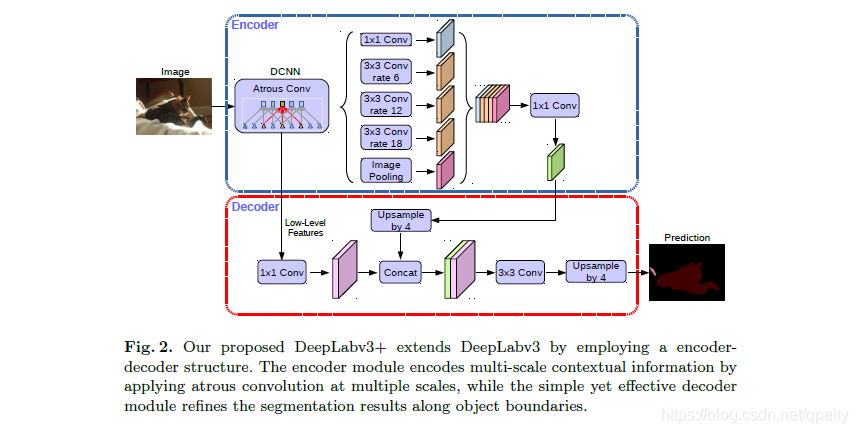 Encoder
Image
DCNN
Atrous Conv
1x1 Conv
3x3 Conv
rate 6
3x3 Conv
rate 12
3x3 Conv
rate 18
Image
Pooling
1x1 Conv
Decoder
Low-Level
Features
Upsample
by 4
1x1 Conv
Concat
3x3 Conv
Upsample
by 4
Prediction
Fig. 2. Our proposed DeepLabv3+ extends DeepLabv3 by employing a encoder-
decoder structure. The encoder module encodes multi-scale contextual information by
applying atrous convolution at multiple scales, while the simple yet effective decoder
module refines the segmentation results along object boundaries.
https://blog.csdn.net/qpeity